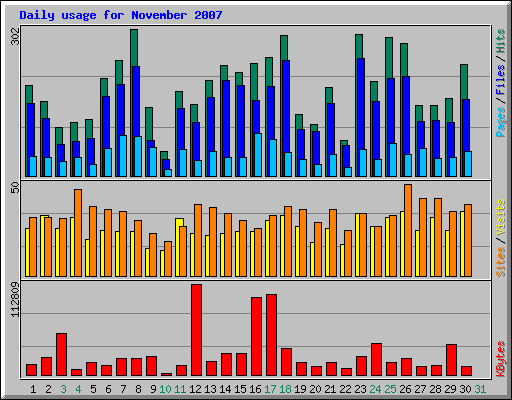 Daily usage for November 2007
302
Pages / Files / Hits
50
Sites / Visits
112809
KBytes
1 2 3 4 5 6 7 8 9 10 11 12 13 14 15 16 17 18 19 20 21 22 23 24 25 26 27 28 29 30 31